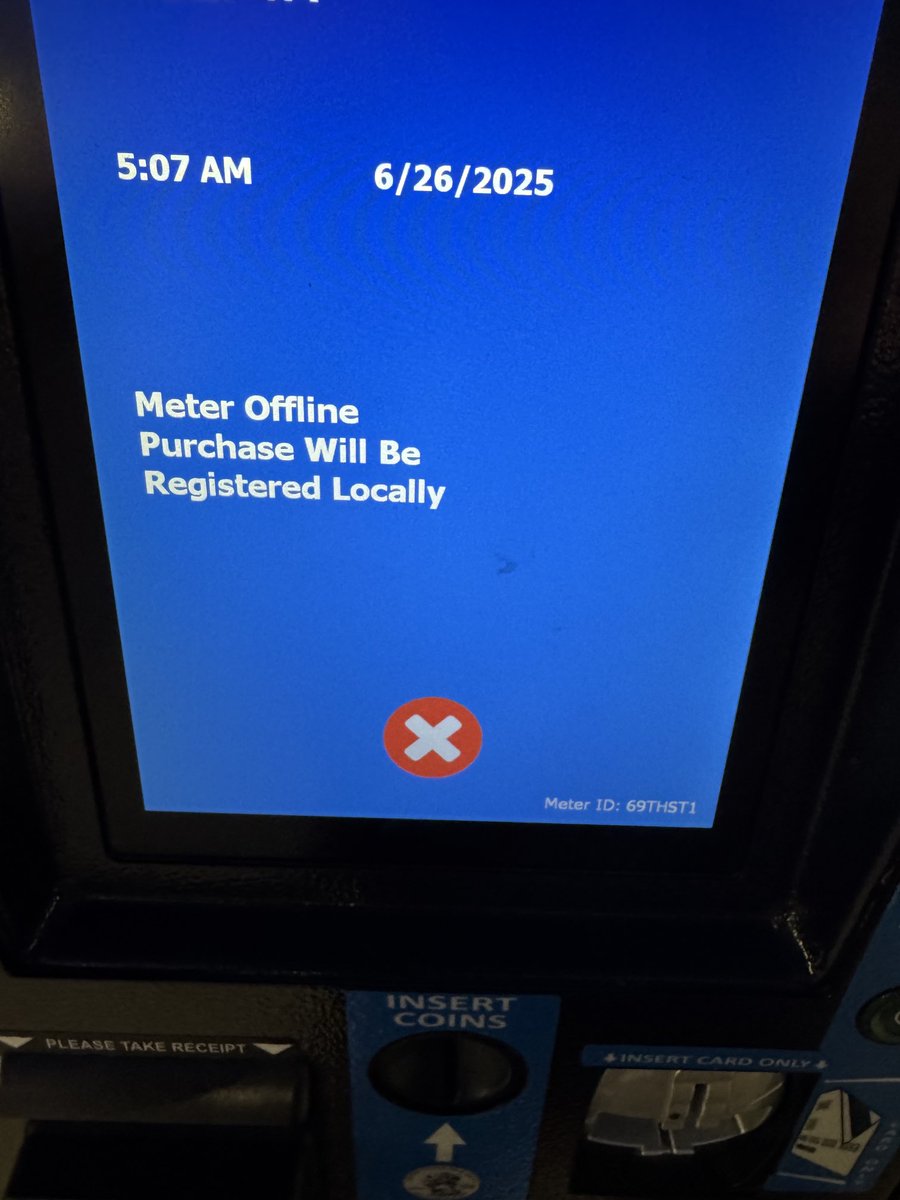 5:07 AM 6/26/2025
Meter Offline
Purchase Will Be
Registered Locally
Meter ID: 69THST1
INSERT
COINS
PLEASE TAKE RECEIPT
INSERT CARD ONLY